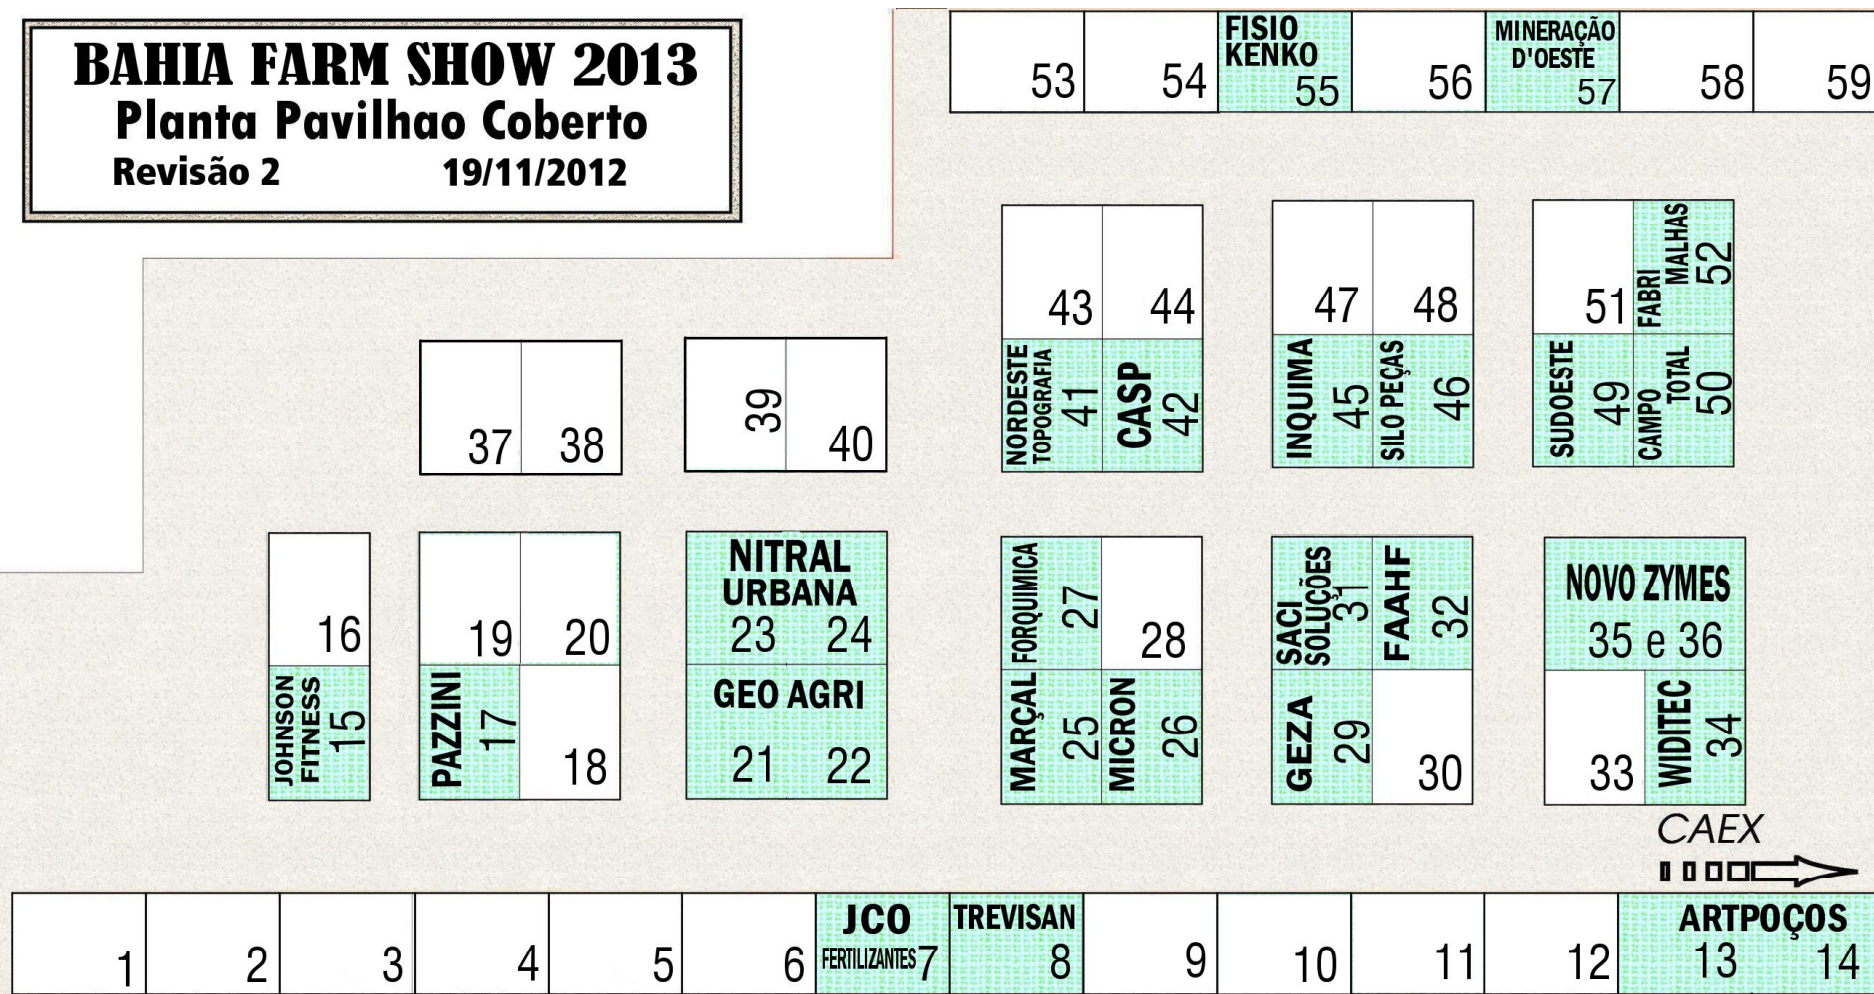 BAHIA FARM SHOW 2013
Planta Pavilhao Coberto
Revisão 2 19/11/2012
53
54
FISIO
KENKO
55
56
MINERAÇÃO
D'OESTE
57
58
59
43
44
NORDESTE
TOPOGRAFIA
41
CASP
42
47
48
INQUIMA
45
SILO PEÇAS
46
51
FABRI
MALHAS
52
SUDOESTE
49
CAMPO
TOTAL
50
37
38
39
40
16
JOHNSON
FITNESS
15
19
20
PAZZINI
17
18
NITRAL
URBANA
23 24
GEO AGRI
21 22
FORQUIMICA
27
28
MARÇAL
25
MICRON
26
SACI
SOLUÇÕES
31
FAAHF
32
GEZA
29
30
NOVO ZYMES
35 e 36
33
WIDITEC
34
CAEX
1
2
3
4
5
6
JCO
FERTILIZANTES 7
TREVISAN
8
9
10
11
12
ARTPOÇOS
13 14